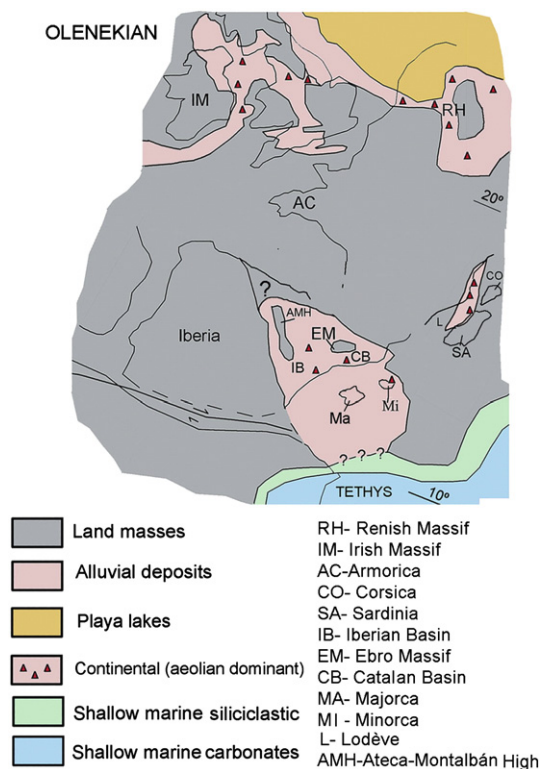 OLENEKIAN
IM
RH
AC
20º
?
AMH
CO
Iberia
EM
L
SA
CB
IB
Mi
Ma
? ? ?
TETHYS
10º
Land masses
Alluvial deposits
Playa lakes
Continental (aeolian dominant)
Shallow marine siliciclastic
Shallow marine carbonates
RH- Renish Massif
IM- Irish Massif
AC-Armorica
CO- Corsica
SA- Sardinia
IB- Iberian Basin
EM- Ebro Massif
CB- Catalan Basin
MA- Majorca
MI - Minorca
L- Lodève
AMH-Ateca-Montalbán High